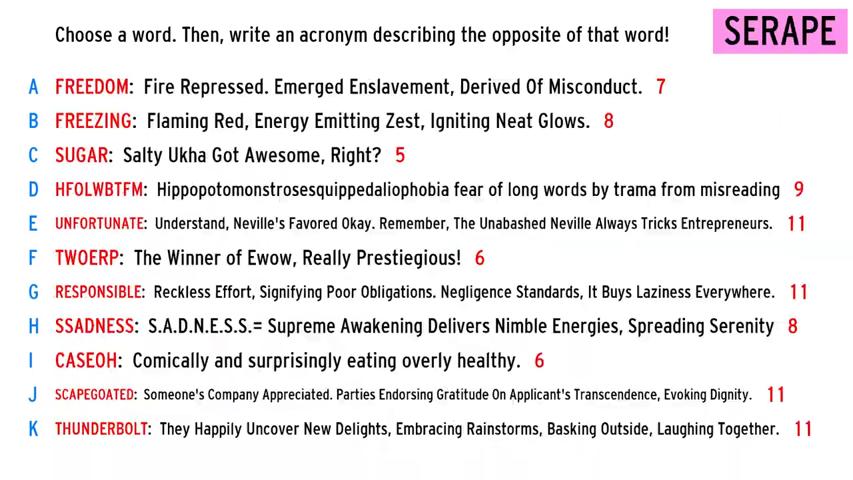 Choose a word. Then, write an acronym describing the opposite of that word!
SERAPE
A FREEDOM: Fire Repressed. Emerged Enslavement, Derived Of Misconduct. 7
B FREEZING: Flaming Red, Energy Emitting Zest, Igniting Neat Glows. 8
C SUGAR: Salty Ukha Got Awesome, Right? 5
D HFOLWBTFM: Hippopotomonstrosesquippedaliophobia fear of long words by trama from misreading 9
E UNFORTUNATE: Understand, Neville's Favored Okay. Remember, The Unabashed Neville Always Tricks Entrepreneurs. 11
F TWOERP: The Winner of Ewow, Really Prestiegious! 6
G RESPONSIBLE: Reckless Effort, Signifying Poor Obligations. Negligence Standards, It Buys Laziness Everywhere. 11
H SSADNESS: S.A.D.N.E.S.S.= Supreme Awakening Delivers Nimble Energies, Spreading Serenity 8
I CASEOH: Comically and surprisingly eating overly healthy. 6
J SCAPEGOATED: Someone's Company Appreciated. Parties Endorsing Gratitude On Applicant's Transcendence, Evoking Dignity. 11
K THUNDERBOLT: They Happily Uncover New Delights, Embracing Rainstorms, Basking Outside, Laughing Together. 11